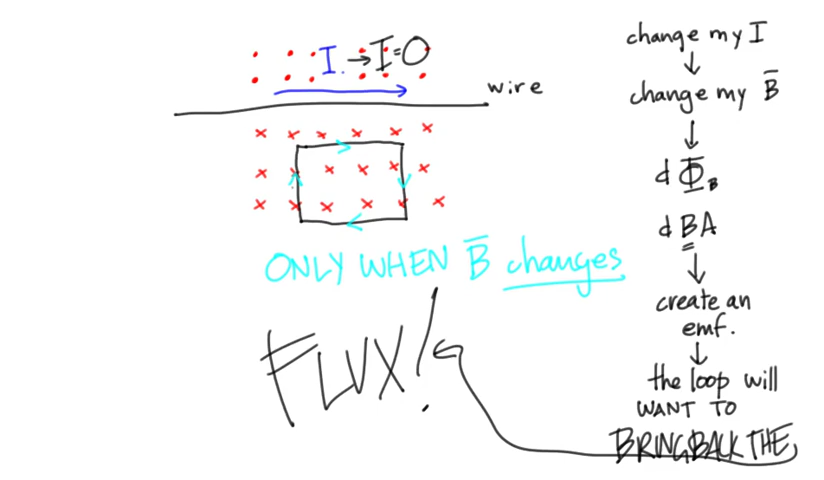 I → I=0
wire
ONLY WHEN B̅ changes
FLUX!
change my I
↓
change my B̅
↓
d Φ_B
d BA
↓
create an
emf.
↓
the loop will
WANT TO
BRING BACK THE